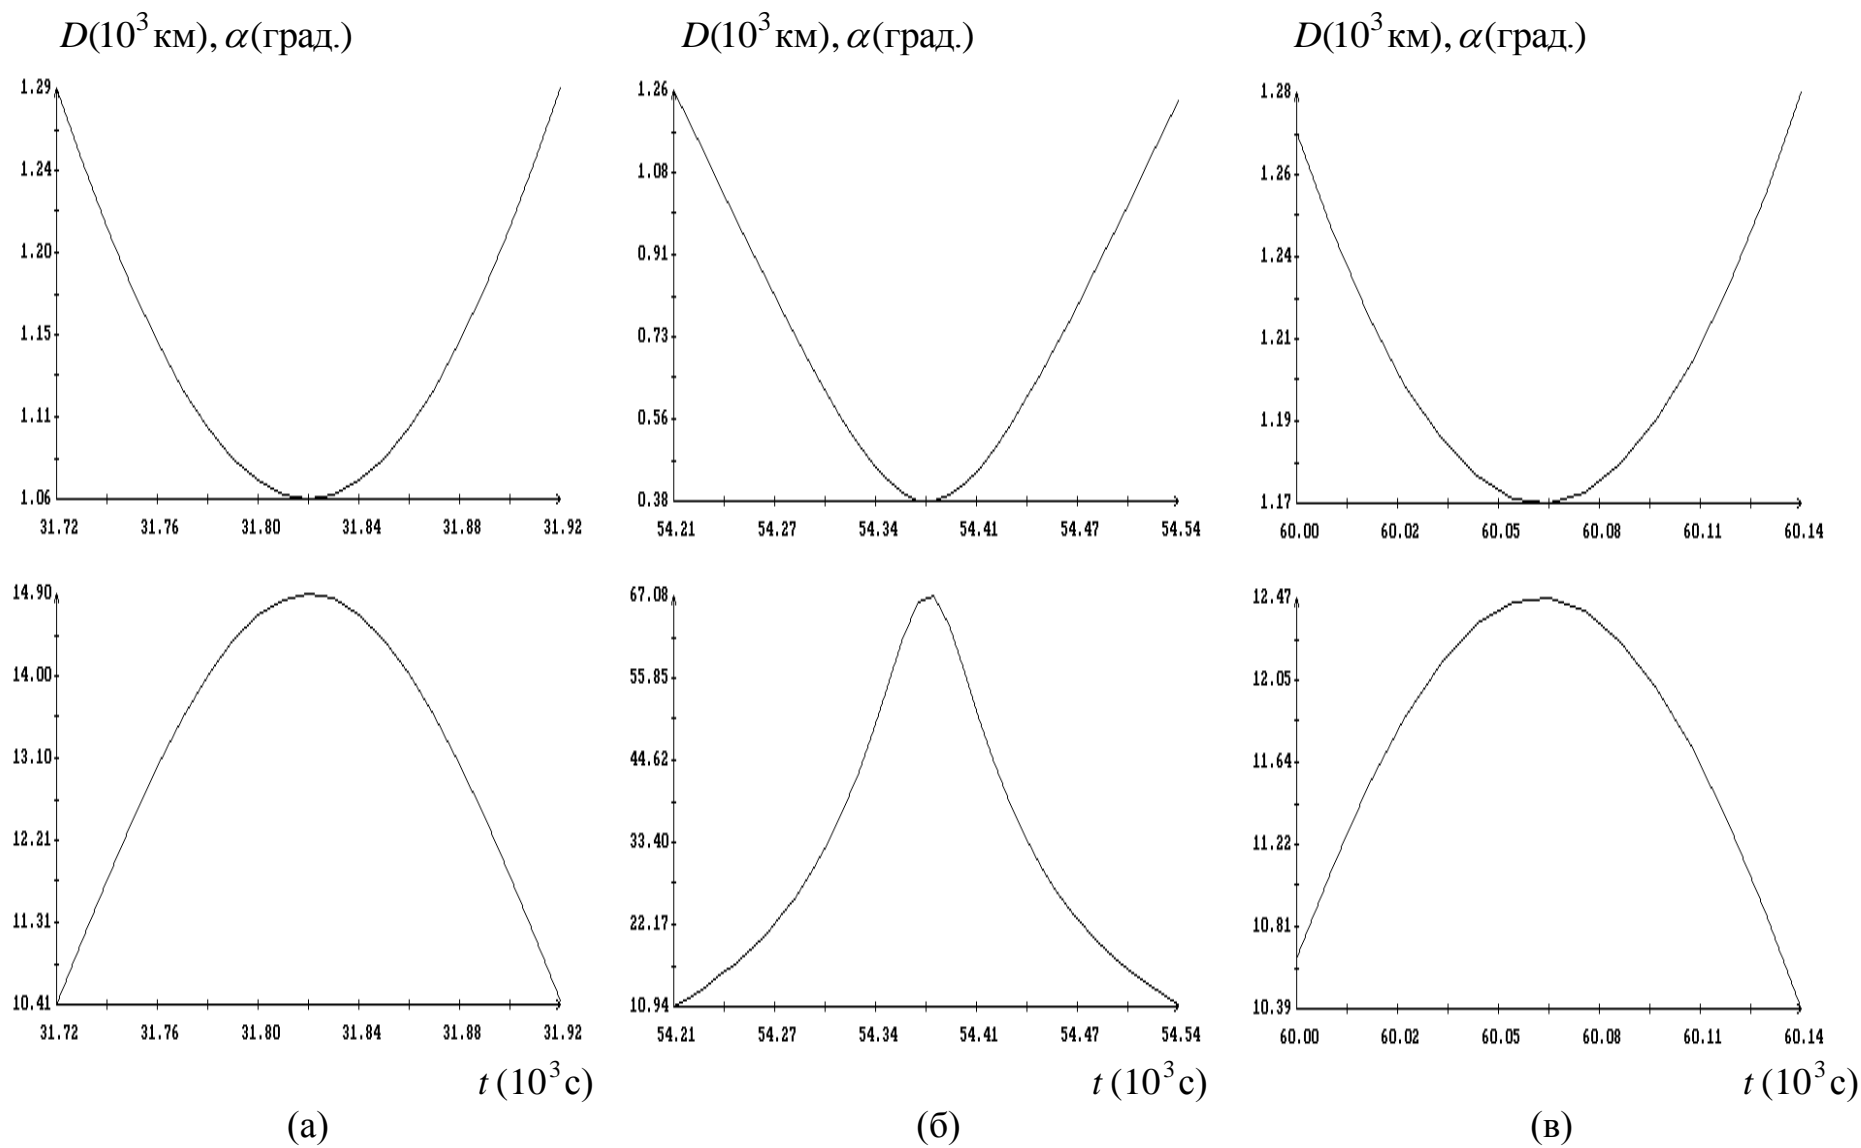 D(10³ км), α(град.) D(10³ км), α(град.) D(10³ км), α(град.)
1.29 1.26 1.28
1.24 1.08 1.26
1.20 0.91 1.24
1.15 0.73 1.21
1.11 0.56 1.19
1.06 0.38 1.17
31.72 31.76 31.80 31.84 31.88 31.92 54.21 54.27 54.34 54.41 54.47 54.54 60.00 60.02 60.05 60.08 60.11 60.14
14.90 67.08 12.47
14.00 55.85 12.05
13.10 44.62 11.64
12.21 33.40 11.22
11.31 22.17 10.81
10.41 10.94 10.39
31.72 31.76 31.80 31.84 31.88 31.92 54.21 54.27 54.34 54.41 54.47 54.54 60.00 60.02 60.05 60.08 60.11 60.14
t (10³ с) t (10³ с) t (10³ с)
(а) (б) (в)